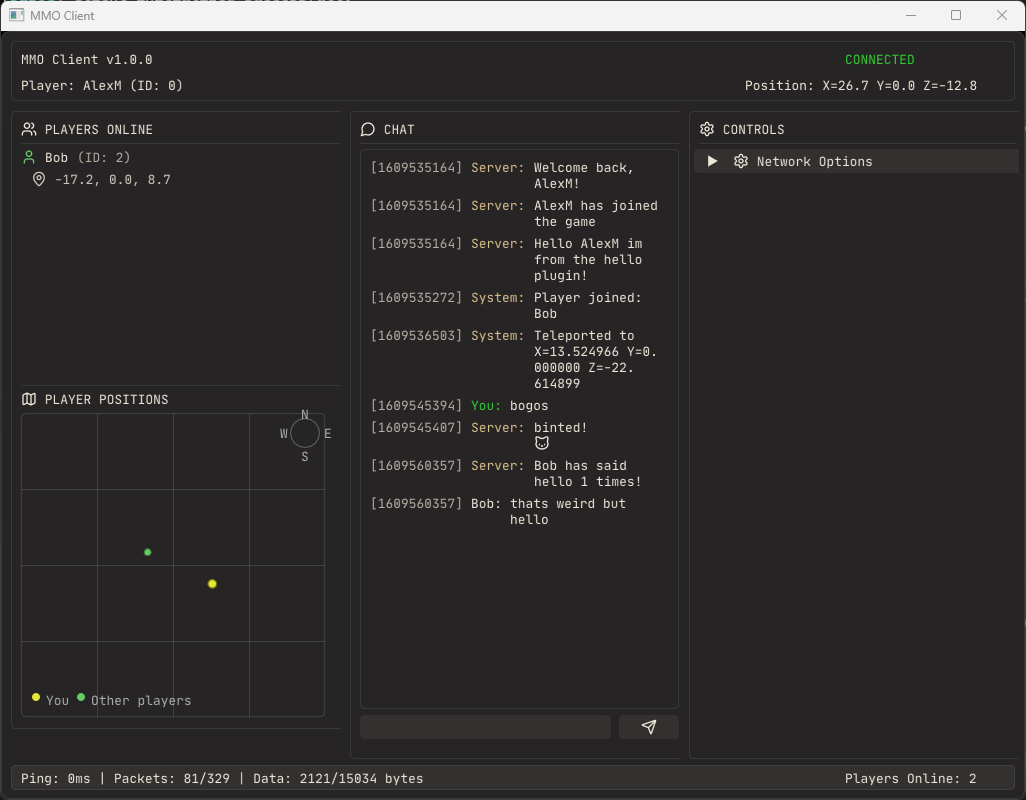 MMO Client
MMO Client v1.0.0
CONNECTED
Player: AlexM (ID: 0)
Position: X=26.7 Y=0.0 Z=-12.8
PLAYERS ONLINE
Bob (ID: 2)
-17.2, 0.0, 8.7
PLAYER POSITIONS
N
W
E
S
You
Other players
CHAT
[1609535164] Server: Welcome back,
AlexM!
[1609535164] Server: AlexM has joined
the game
[1609535164] Server: Hello AlexM im
from the hello
plugin!
[1609535272] System: Player joined:
Bob
[1609536503] System: Teleported to
X=13.524966 Y=0.
000000 Z=-22.
614899
[1609545394] You: bogos
[1609545407] Server: binted!
[1609560357] Server: Bob has said
hello 1 times!
[1609560357] Bob: thats weird but
hello
CONTROLS
Network Options
Ping: 0ms | Packets: 81/329 | Data: 2121/15034 bytes
Players Online: 2